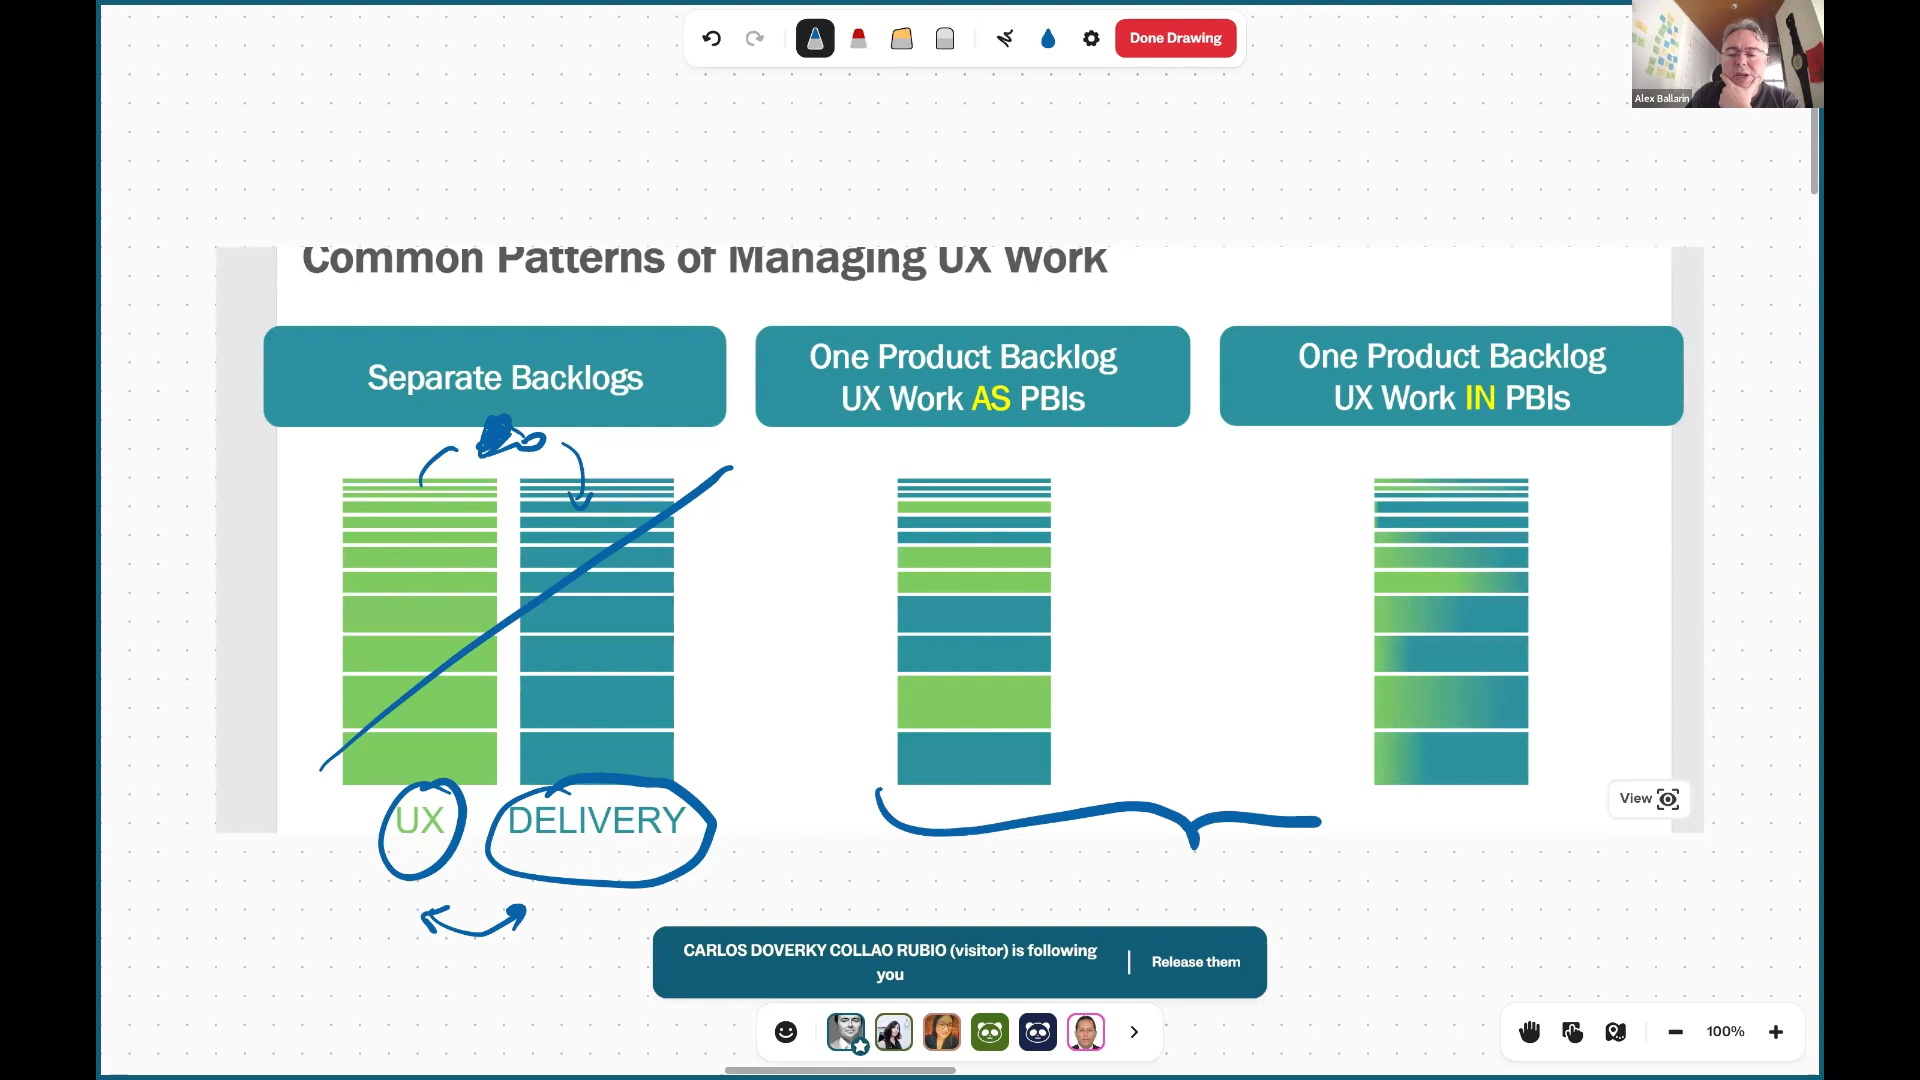 Done Drawing
Alex Ballarin
Common Patterns of Managing UX Work
Separate Backlogs
One Product Backlog
UX Work AS PBIs
One Product Backlog
UX Work IN PBIs
UX
DELIVERY
View
CARLOS DOVERKY COLLAO RUBIO (visitor) is following
you
Release them
100%